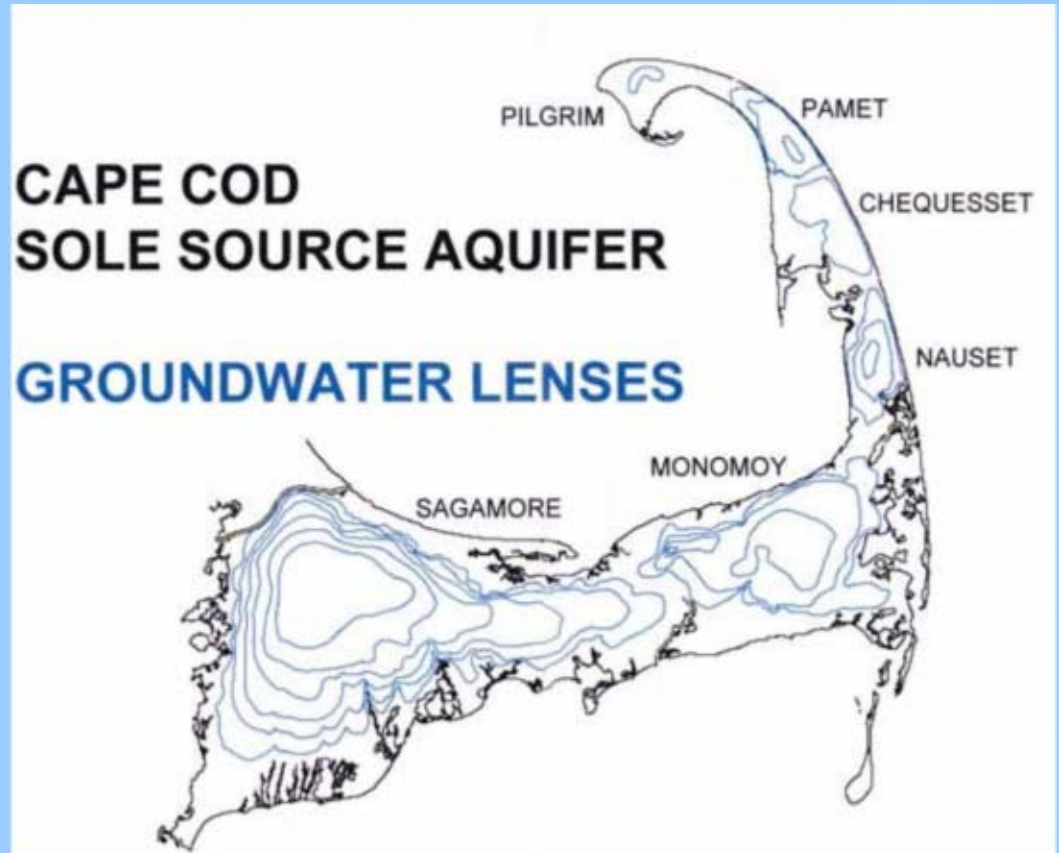 PILGRIM
PAMET
CAPE COD
SOLE SOURCE AQUIFER
CHEQUESSET
GROUNDWATER LENSES
NAUSET
MONOMOY
SAGAMORE